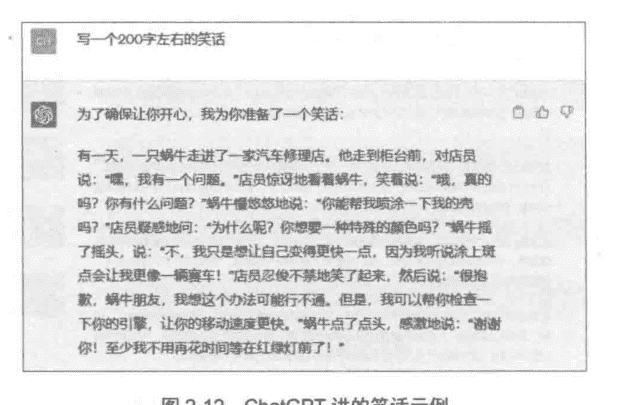 写一个200字左右的笑话
为了确保让你开心，我为你准备了一个笑话：
有一天，一只蜗牛走进了一家汽车修理店。他走到柜台前，对店员
说：“嘿，我有一个问题。”店员惊讶地看着蜗牛，笑着说：“哦，真的
吗？你有什么问题？”蜗牛慢悠悠地说：“你能帮我喷涂一下我的壳
吗？”店员疑惑地问：“为什么呢？你想要一种特殊的颜色吗？”蜗牛摇
了摇头，说：“不，我只是想让自己变得更快一点，因为我听说涂上斑
点会让我更像一辆赛车！”店员忍俊不禁地笑了起来，然后说：“很抱
歉，蜗牛朋友，我想这个办法可能行不通。但是，我可以帮你检查一
下你的引擎，让你的移动速度更快。”蜗牛点了点头，感激地说：“谢谢
你！至少我不用再花时间等在红绿灯前了！”
ChatGPT 讲的笑话示例